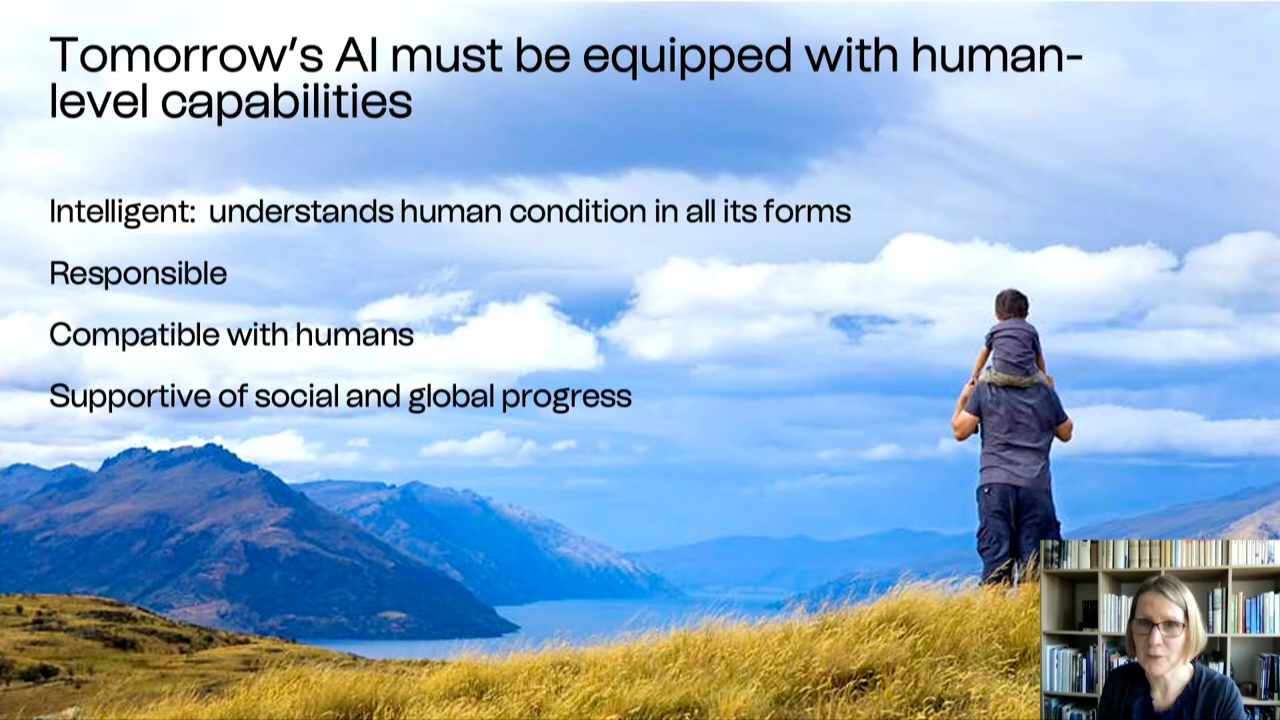 Tomorrow’s AI must be equipped with human-
level capabilities
Intelligent: understands human condition in all its forms
Responsible
Compatible with humans
Supportive of social and global progress